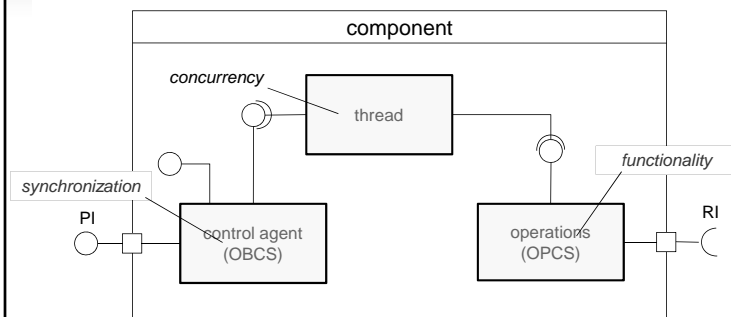 component
concurrency
thread
functionality
synchronization
PI
control agent
(OBCS)
operations
(OPCS)
RI